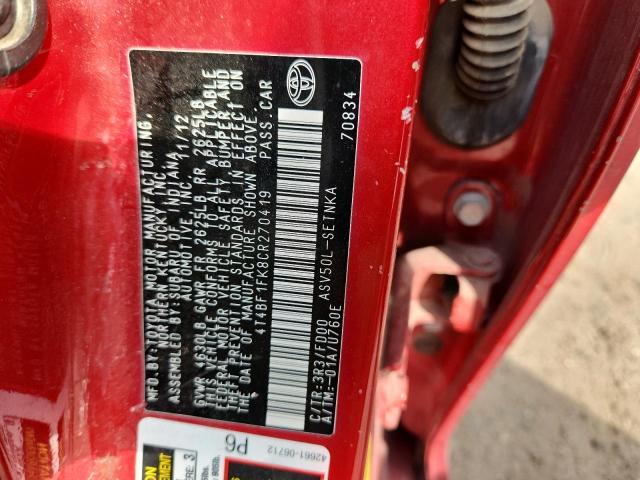 MFD.BY:TOYOTA MOTOR MANUFACTURING,
NORTHERN KENTUCKY, INC.
ASSEMBLED BY:SUBARU OF INDIANA
AUTOMOTIVE, INC. 11/12
GVWR 4630LB GAWR FR 2625LB RR 2625LB
THIS VEHICLE CONFORMS TO ALL APPLICABLE
FEDERAL MOTOR VEHICLE SAFETY, BUMPER, AND
THEFT PREVENTION STANDARDS IN EFFECT ON
THE DATE OF MANUFACTURE SHOWN ABOVE.
4T4BF1FK8CR270419 PASS.CAR
ASV50L-SETNKA
C/TR:3R3/FD00
A/TM:-01A/U760E 70834
P6
42661-06712